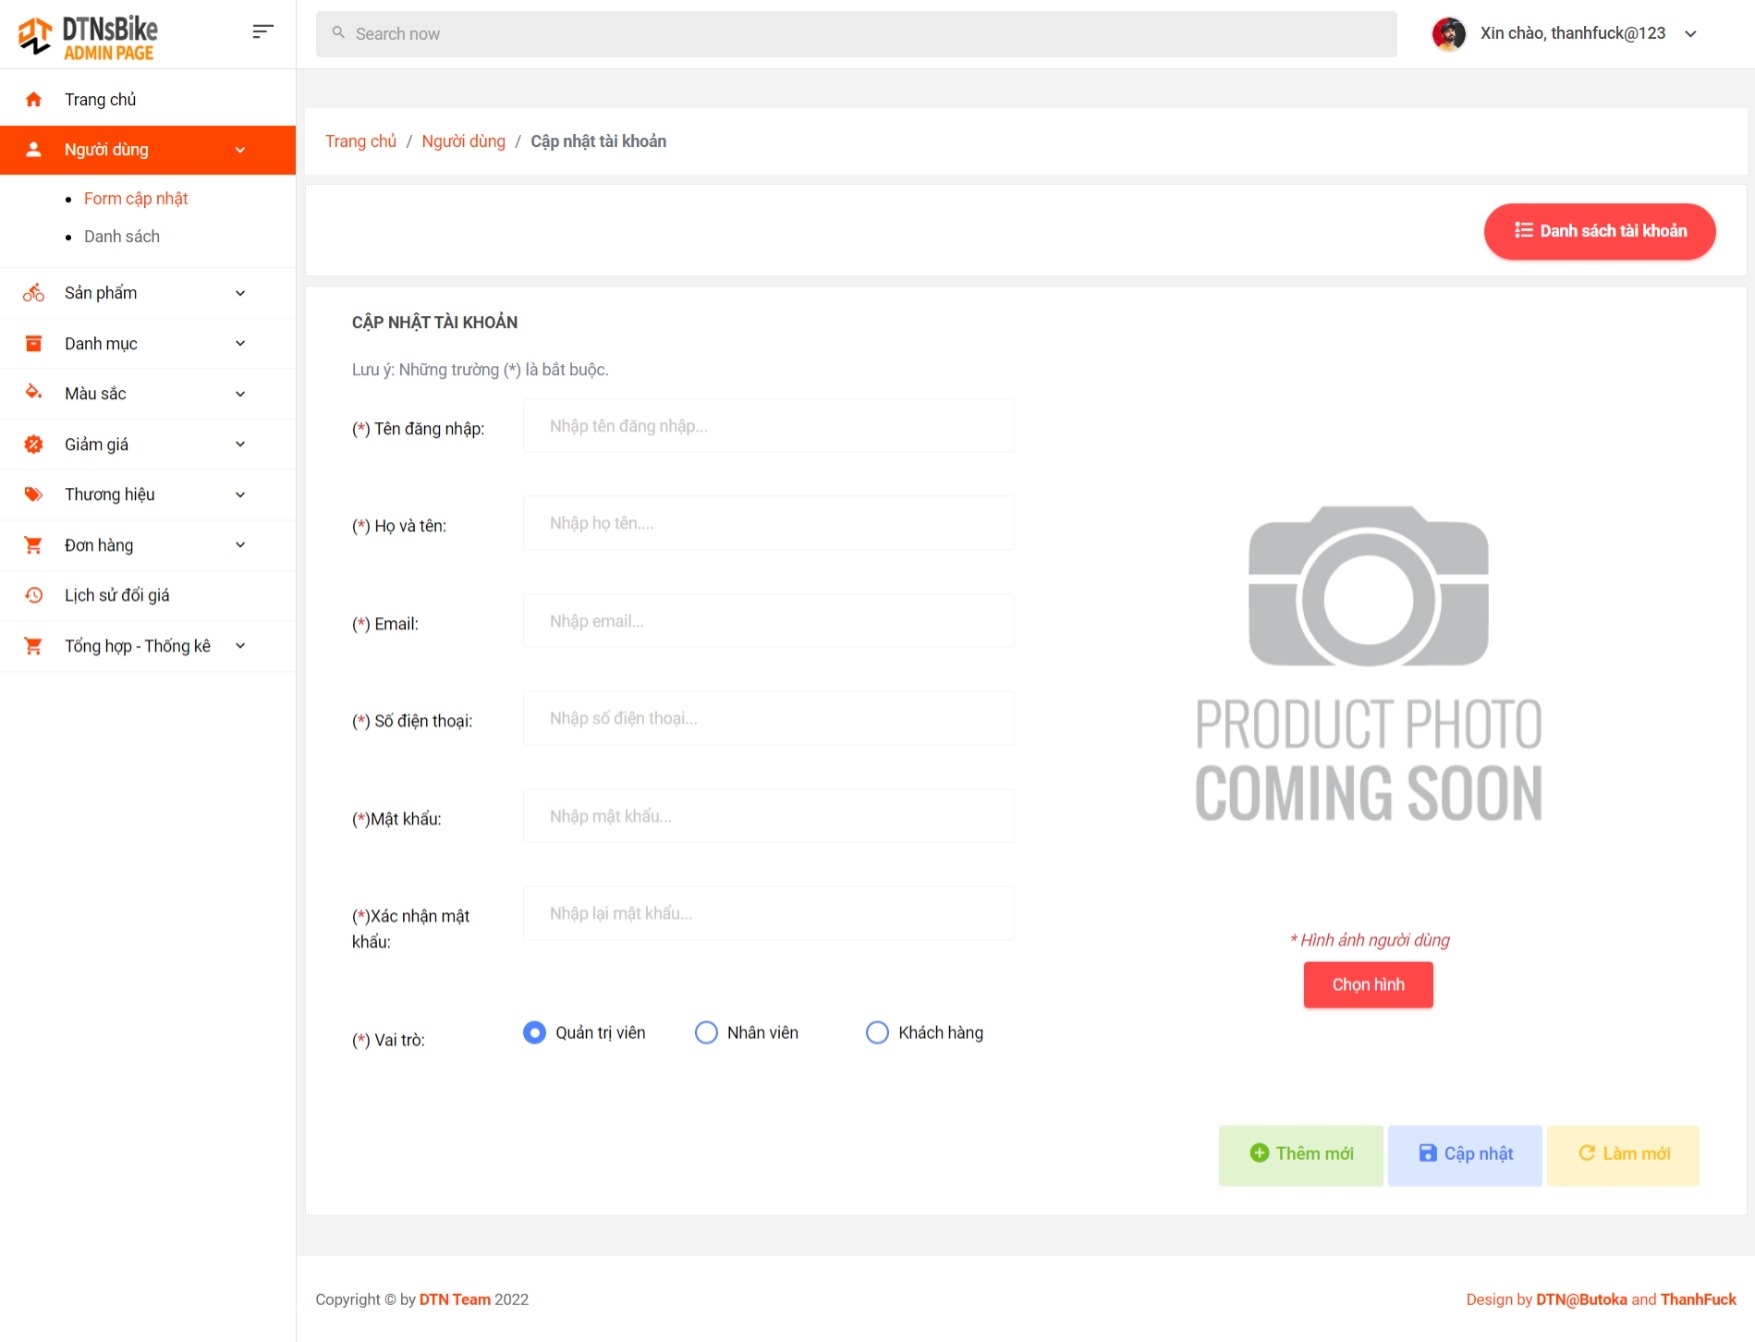 DTNsBike
ADMIN PAGE
Search now
Xin chào, thanhfuck@123
Trang chủ
Người dùng
Form cập nhật
Danh sách
Sản phẩm
Danh mục
Màu sắc
Giảm giá
Thương hiệu
Đơn hàng
Lịch sử đổi giá
Tổng hợp - Thống kê
Trang chủ / Người dùng / Cập nhật tài khoản
Danh sách tài khoản
CẬP NHẬT TÀI KHOẢN
Lưu ý: Những trường (*) là bắt buộc.
(*) Tên đăng nhập:
Nhập tên đăng nhập...
(*) Họ và tên:
Nhập họ tên....
(*) Email:
Nhập email...
(*) Số điện thoại:
Nhập số điện thoại...
(*)Mật khẩu:
Nhập mật khẩu...
(*)Xác nhận mật
khẩu:
Nhập lại mật khẩu...
(*) Vai trò:
Quản trị viên
Nhân viên
Khách hàng
PRODUCT PHOTO
COMING SOON
* Hình ảnh người dùng
Chọn hình
Thêm mới
Cập nhật
Làm mới
Copyright © by DTN Team 2022
Design by DTN@Butoka and ThanhFuck